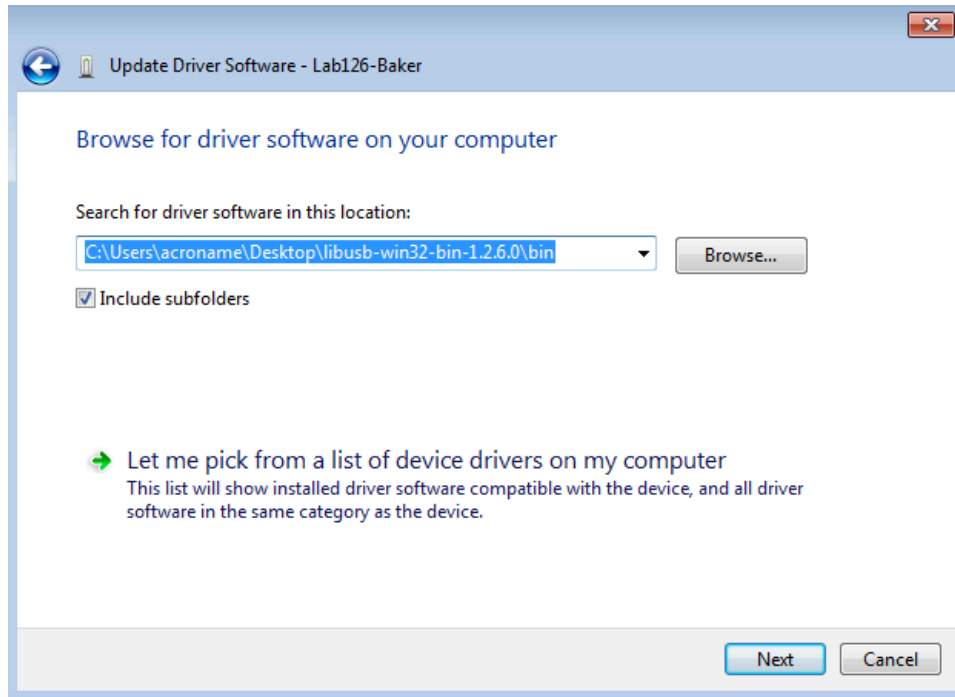 Update Driver Software - Lab126-Baker
Browse for driver software on your computer
Search for driver software in this location:
C:\Users\acroname\Desktop\libusb-win32-bin-1.2.6.0\bin
Browse...
Include subfolders
Let me pick from a list of device drivers on my computer
This list will show installed driver software compatible with the device, and all driver
software in the same category as the device.
Next
Cancel